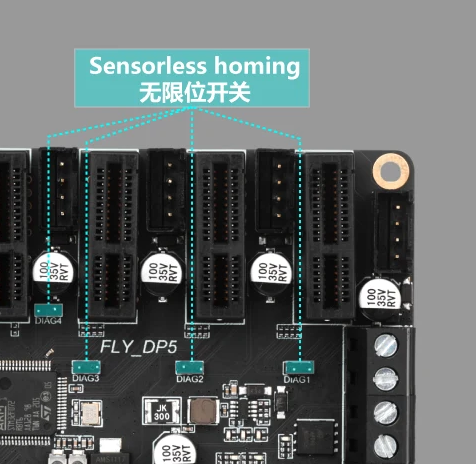 Sensorless homing
无限位开关
100
35V
RVT
100
35V
RVT
100
35V
RVT
100
35V
RVT
DIAG4
FLY_DP5
DIAG3
DIAG2
DIAG1
JK
300
100
35V
RVT
ARM